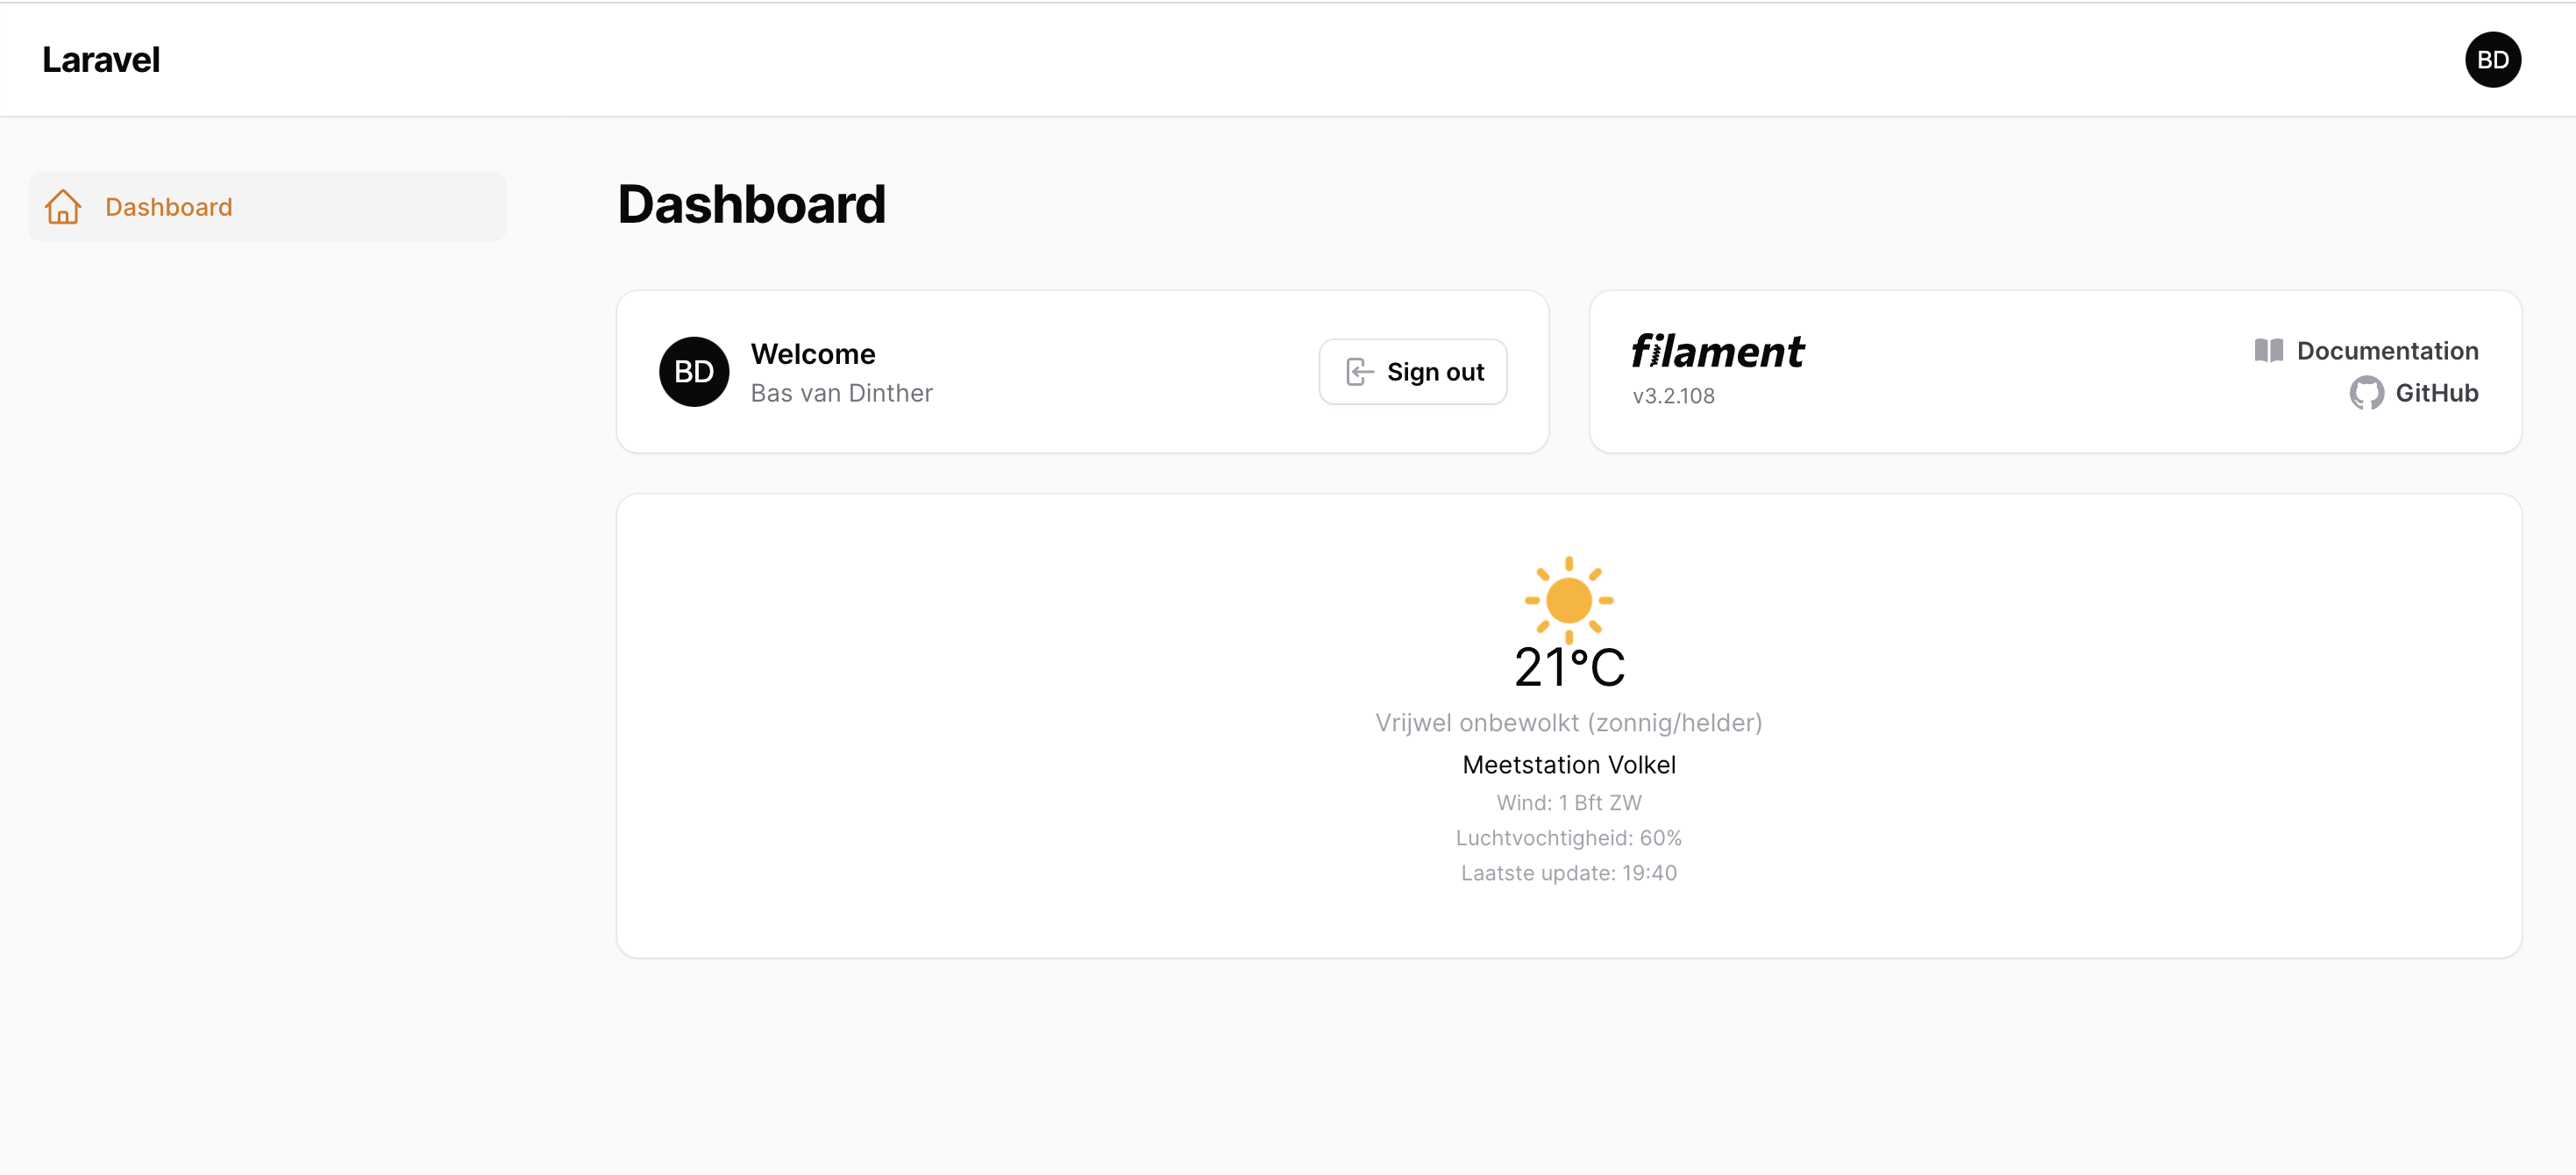 Laravel
BD
Dashboard
Dashboard
BD
Welcome
Bas van Dinther
Sign out
filament
v3.2.108
Documentation
GitHub
21°C
Vrijwel onbewolkt (zonnig/helder)
Meetstation Volkel
Wind: 1 Bft ZW
Luchtvochtigheid: 60%
Laatste update: 19:40